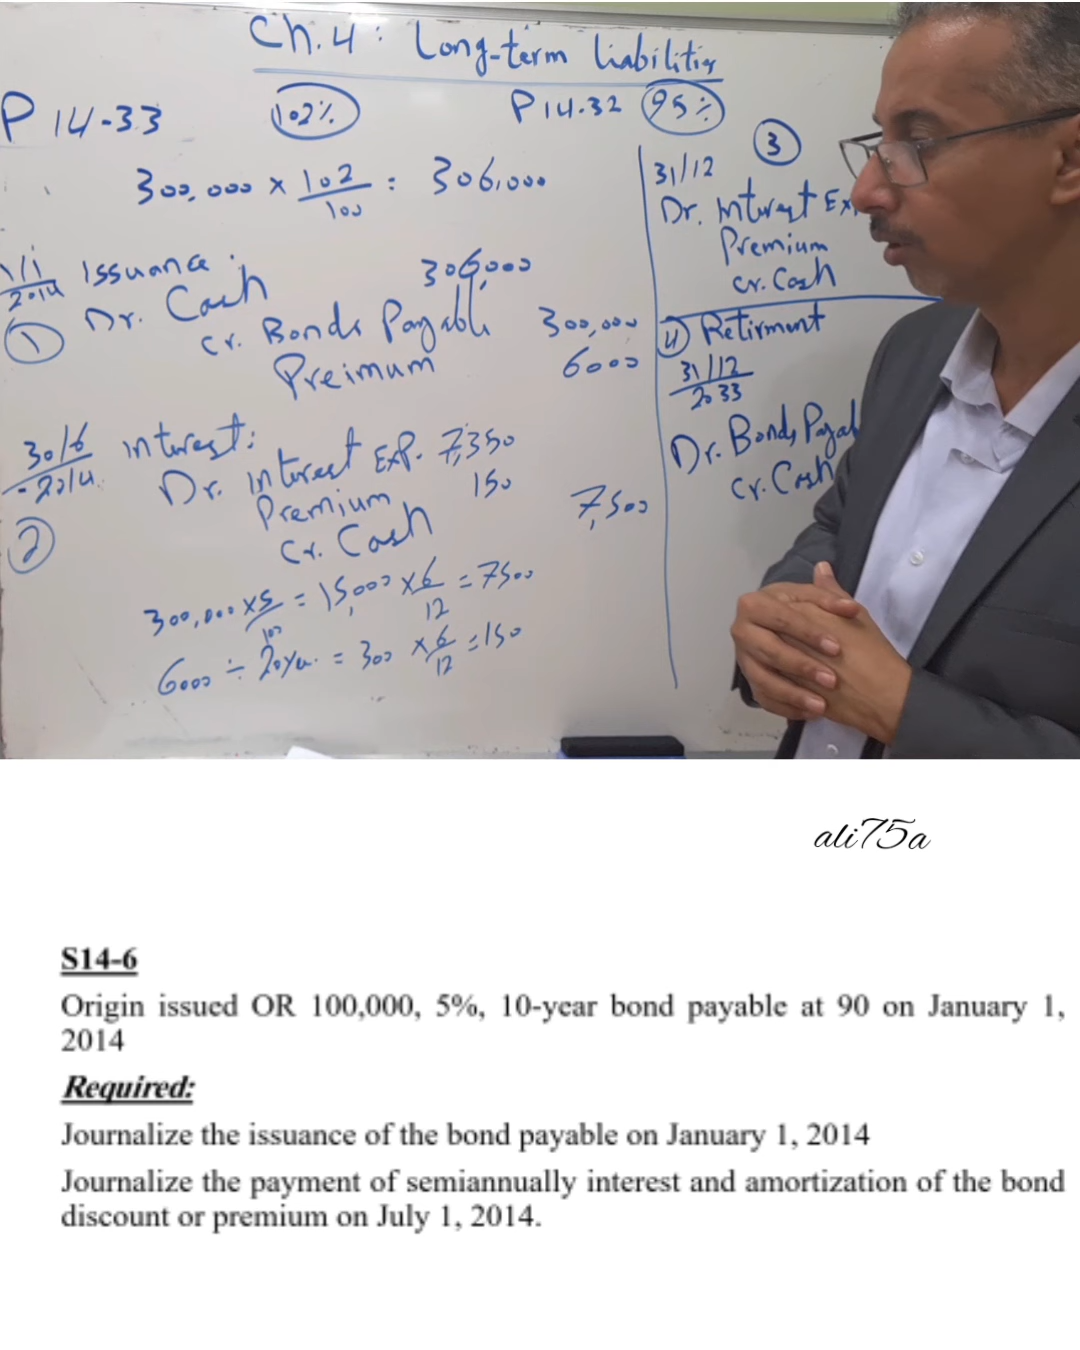 Ch.4: Long-term liabilities
P 14-33
102%
P 14.32 95%
300,000 x 102/100 = 306,000
1/1/2014 Issuance:
① Dr. Cash 306,000
Cr. Bonds Payable 300,000
Preimum 6000
30/6/2014 interest:
② Dr. interest Exp. 7,350
Premium 150
Cr. Cash 7,500
300,000 x 5/100 = 15,000 x 6/12 = 7500
6000 ÷ 20 = 300 x 6/12 = 150
③
31/12
Dr. interest
Premium
Cr. Cash
④ Retirment
31/12/2033
Dr. Bonds
Cr. Cash
ali75a
S14-6
Origin issued OR 100,000, 5%, 10-year bond payable at 90 on January 1,
2014
Required:
Journalize the issuance of the bond payable on January 1, 2014
Journalize the payment of semiannually interest and amortization of the bond
discount or premium on July 1, 2014.